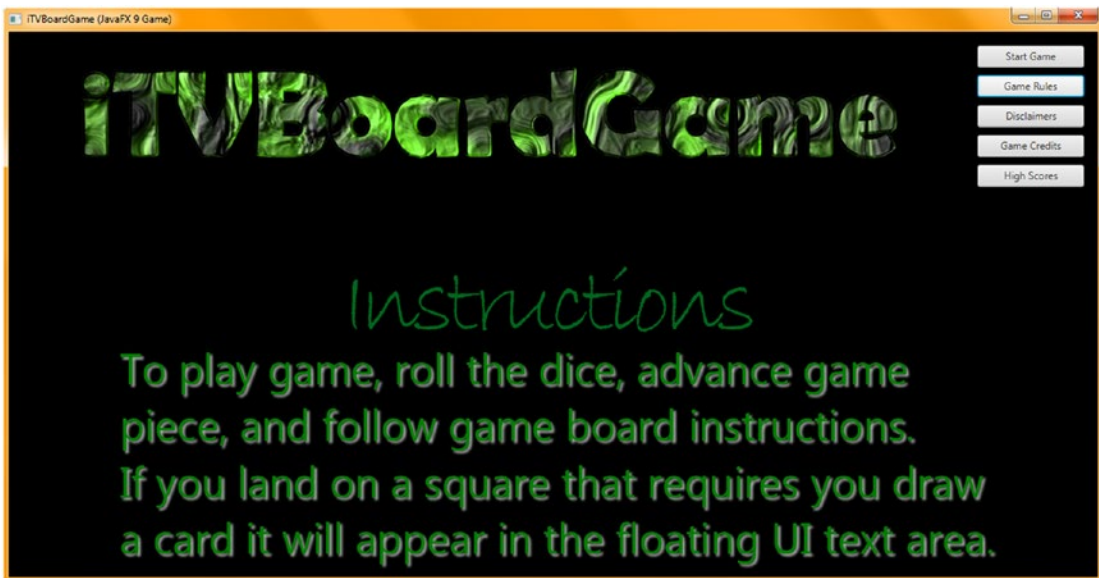 iTVBoardGame (JavaFX 9 Game)
iTVBoardGame
Start Game
Game Rules
Disclaimers
Game Credits
High Scores
Instructions
To play game, roll the dice, advance game
piece, and follow game board instructions.
If you land on a square that requires you draw
a card it will appear in the floating UI text area.